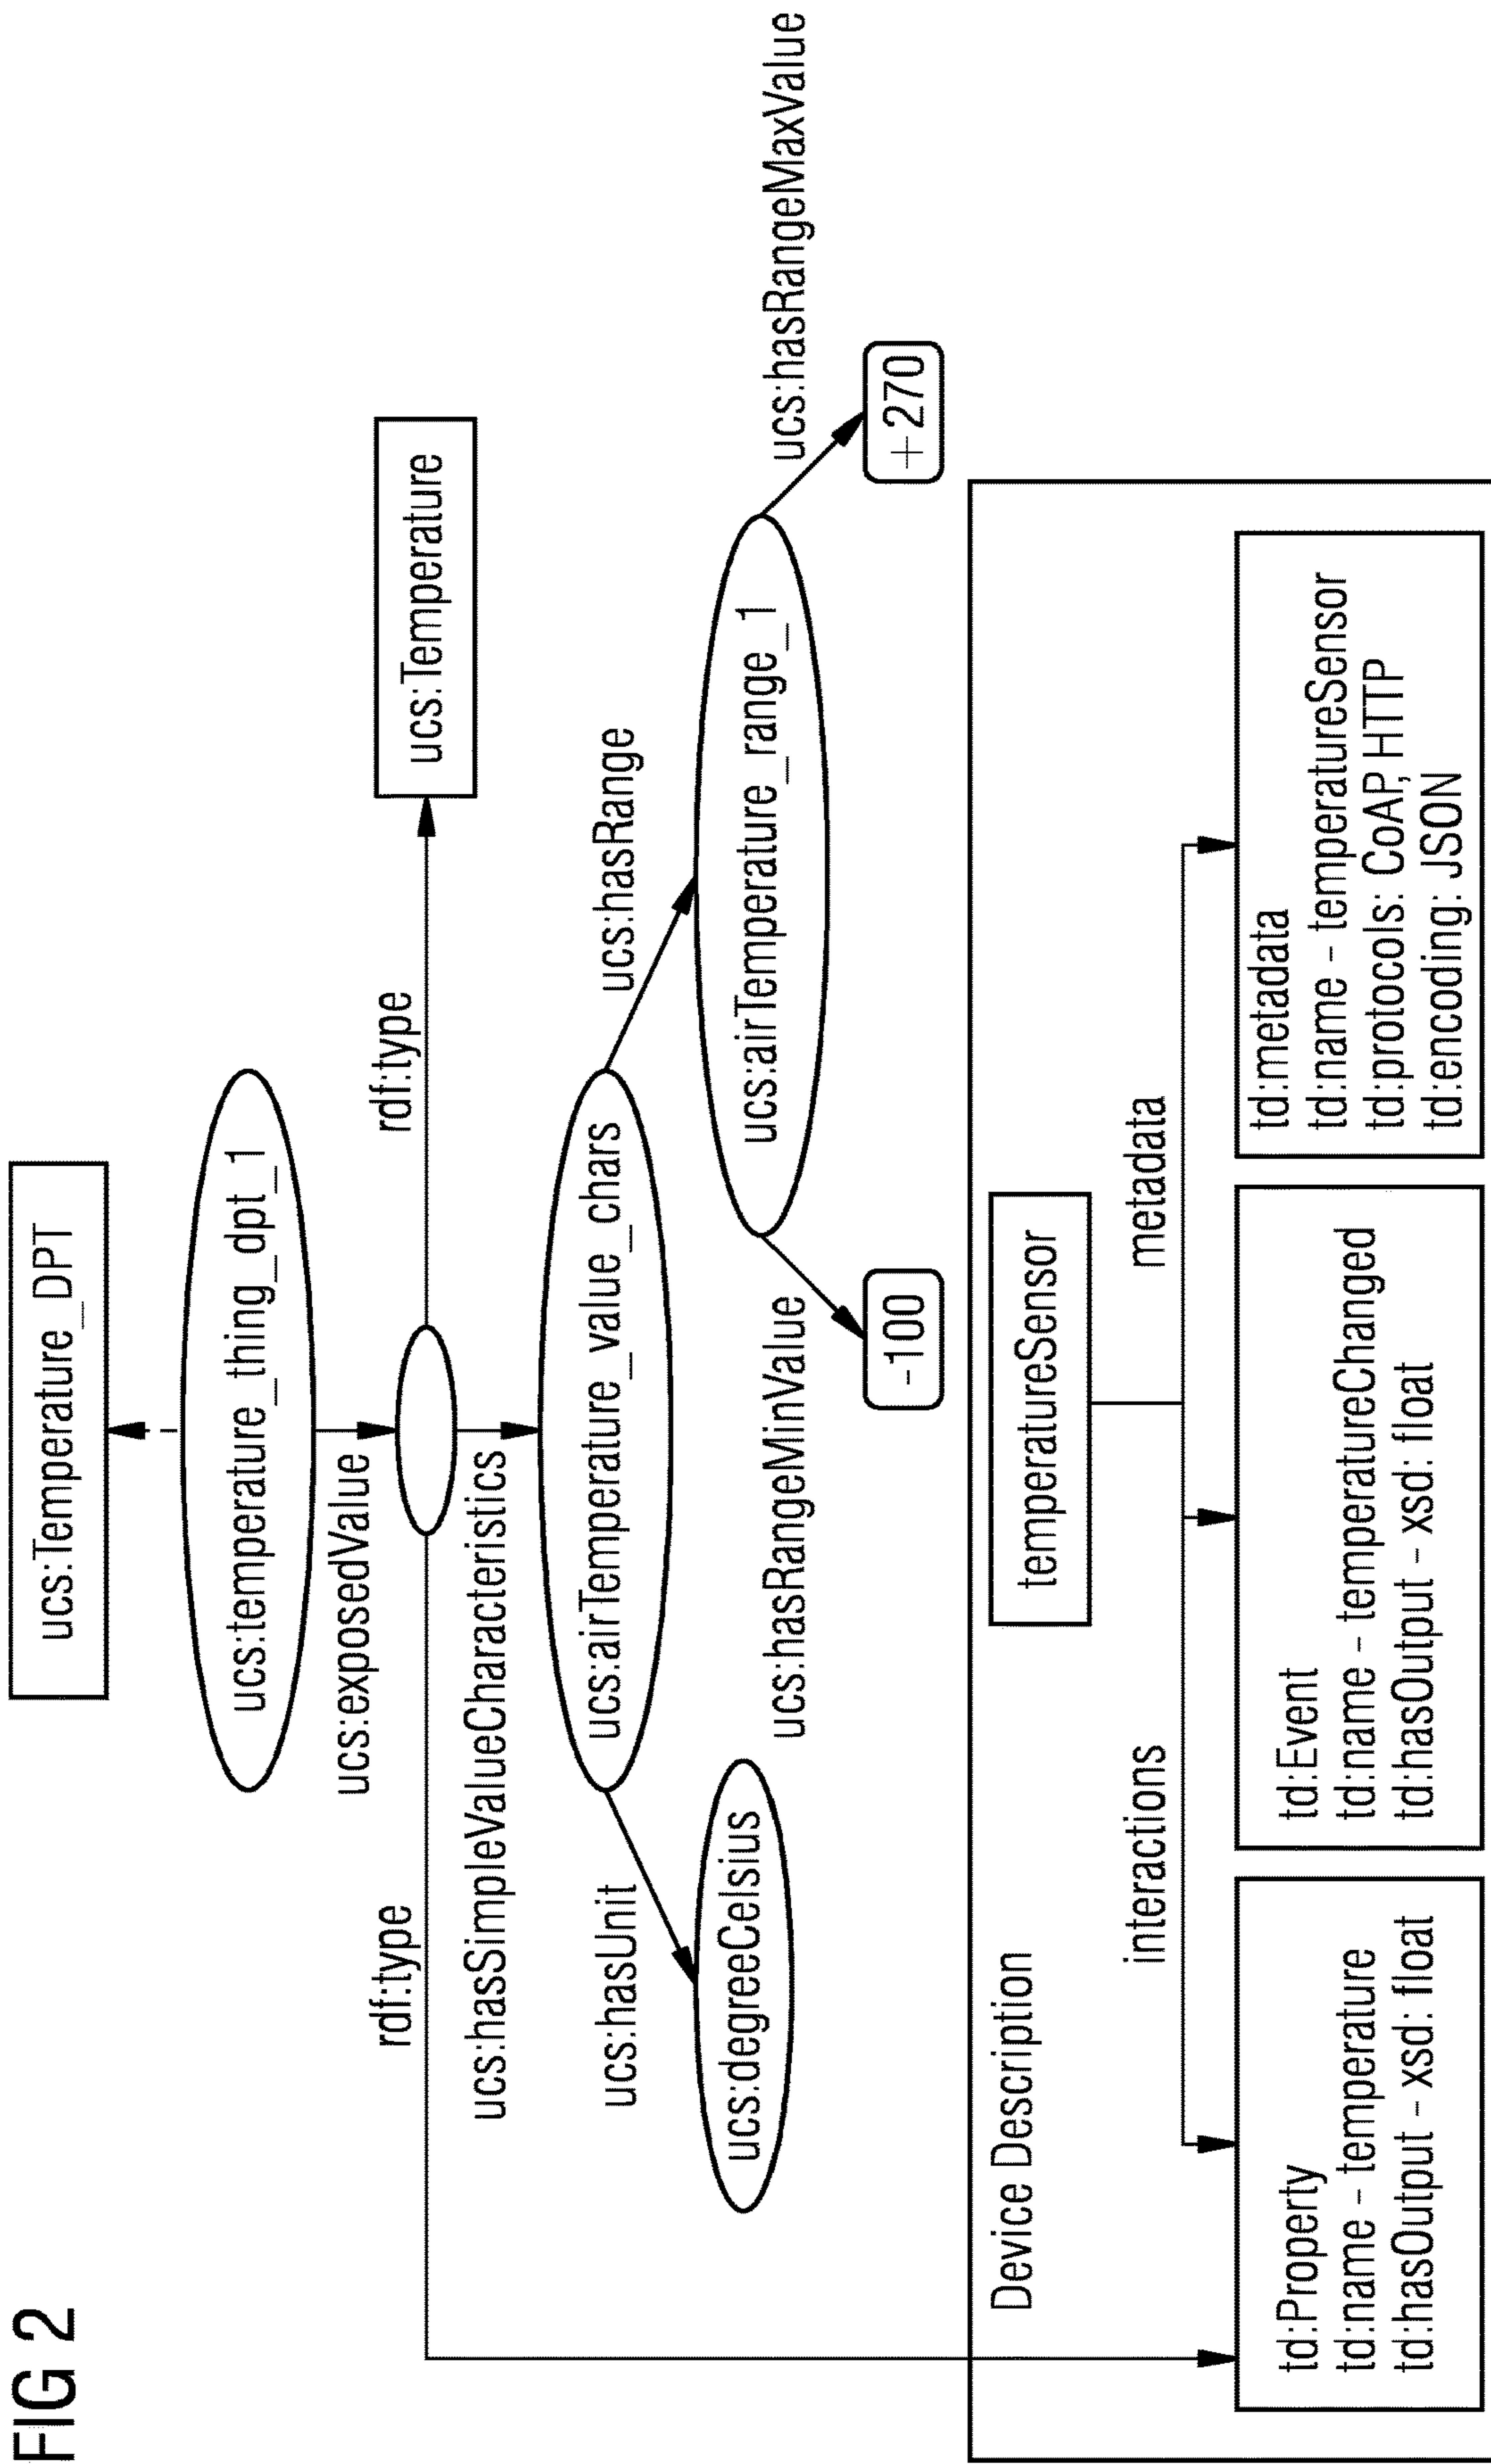 FIG 2
ucs:Temperature_DPT
ucs:temperature_thing_dpt_1
ucs:exposedValue
rdf:type
rdf:type
ucs:Temperature
ucs:hasSimpleValueCharacteristics
ucs:airTemperature_value_chars
ucs:hasUnit
ucs:hasRange
ucs:degreeCelsius
ucs:airTemperature_range_1
ucs:hasRangeMinValue
ucs:hasRangeMaxValue
-100
+270
Device Description
temperatureSensor
interactions
metadata
td:Property
td:name - temperature
td:hasOutput - xsd: float
td:Event
td:name - temperatureChanged
td:hasOutput - xsd: float
td:metadata
td:name - temperatureSensor
td:protocols: CoAP, HTTP
td:encoding: JSON